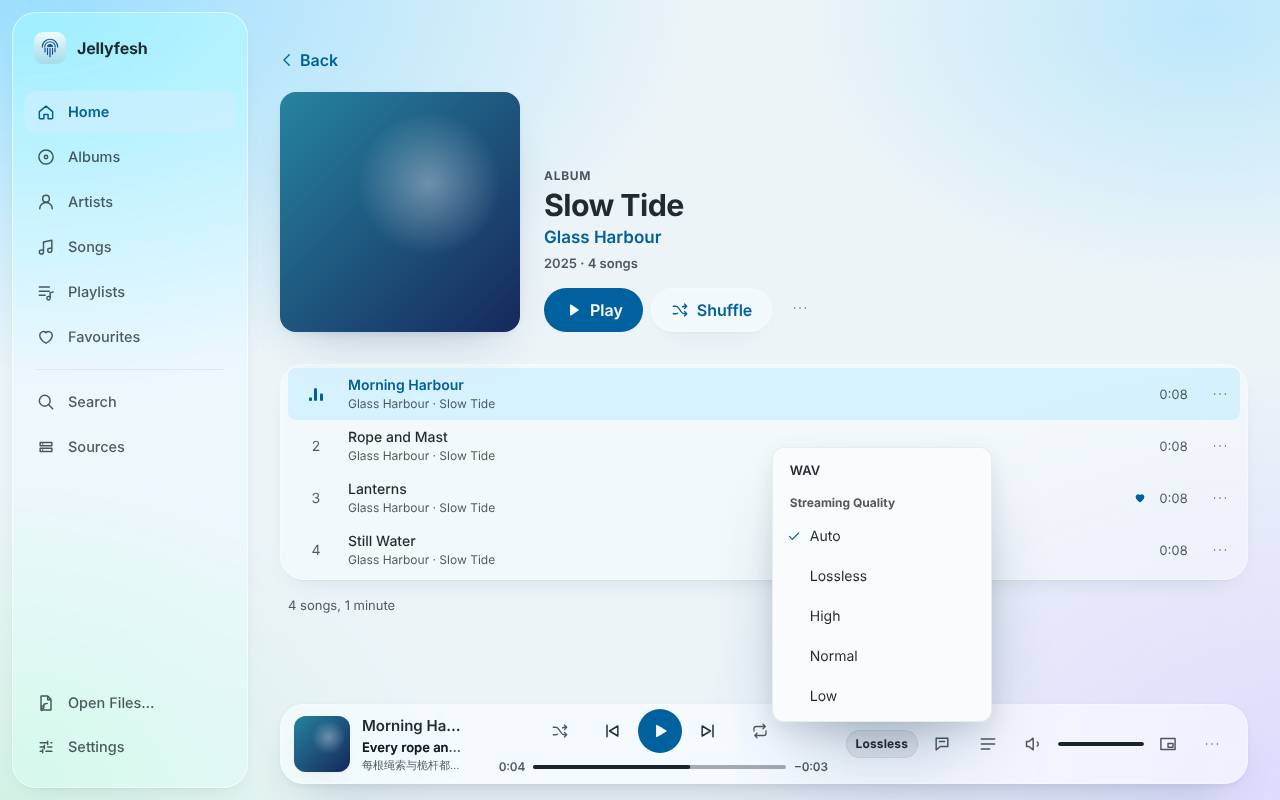 Jellyfesh
Home
Albums
Artists
Songs
Playlists
Favourites
Search
Sources
Open Files…
Settings
Back
ALBUM
Slow Tide
Glass Harbour
2025 · 4 songs
Play
Shuffle
Morning Harbour
Glass Harbour · Slow Tide
0:08
2
Rope and Mast
Glass Harbour · Slow Tide
0:08
3
Lanterns
Glass Harbour · Slow Tide
0:08
4
Still Water
Glass Harbour · Slow Tide
0:08
4 songs, 1 minute
WAV
Streaming Quality
Auto
Lossless
High
Normal
Low
Morning Ha…
Every rope an…
每根绳索与桅杆都…
0:04
−0:03
Lossless